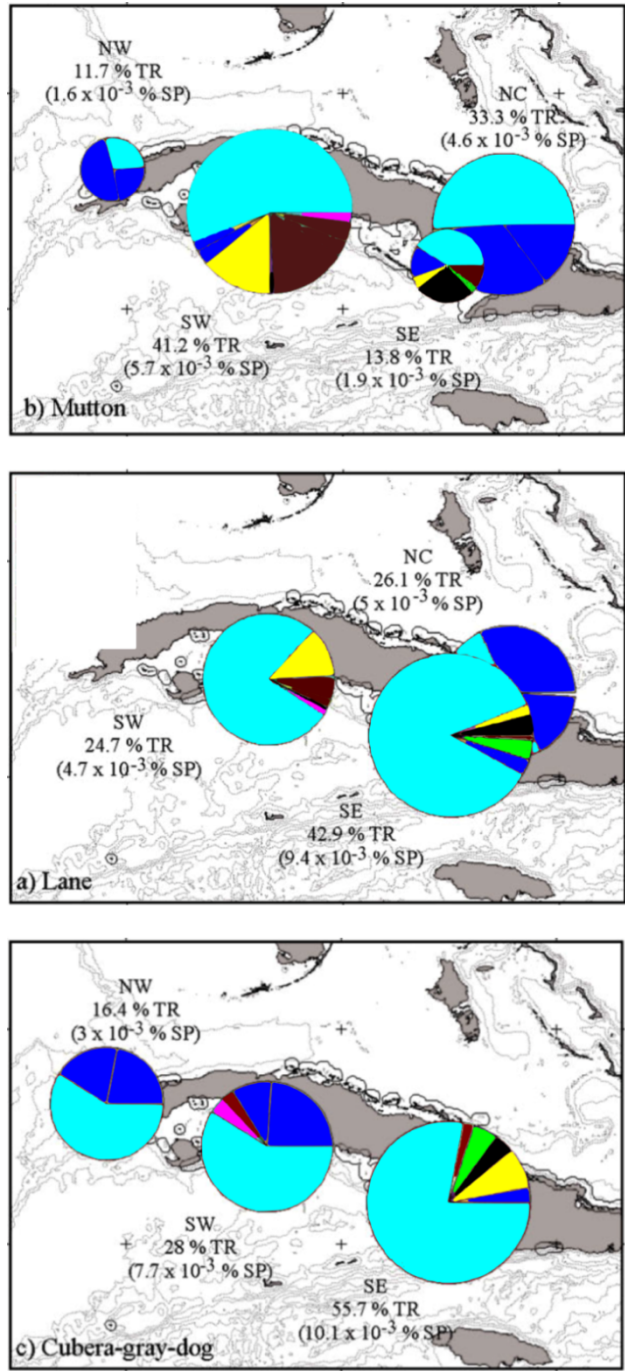 NW
11.7 % TR
(1.6 x 10-3 % SP)
NC
33.3 % TR
(4.6 x 10-3 % SP)
SW
41.2 % TR
(5.7 x 10-3 % SP)
SE
13.8 % TR
(1.9 x 10-3 % SP)
b) Mutton
NC
26.1 % TR
(5 x 10-3 % SP)
SW
24.7 % TR
(4.7 x 10-3 % SP)
SE
42.9 % TR
(9.4 x 10-3 % SP)
a) Lane
NW
16.4 % TR
(3 x 10-3 % SP)
SW
28 % TR
(7.7 x 10-3 % SP)
SE
55.7 % TR
(10.1 x 10-3 % SP)
c) Cubera-gray-dog